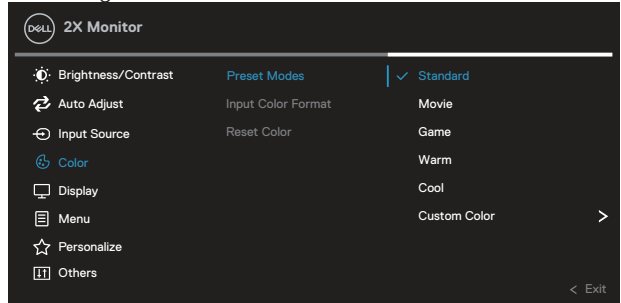 DELL 2X Monitor
Brightness/Contrast Preset Modes Standard
Auto Adjust Input Color Format Movie
Input Source Reset Color Game
Color Warm
Display Cool
Menu Custom Color >
Personalize
Others
< Exit